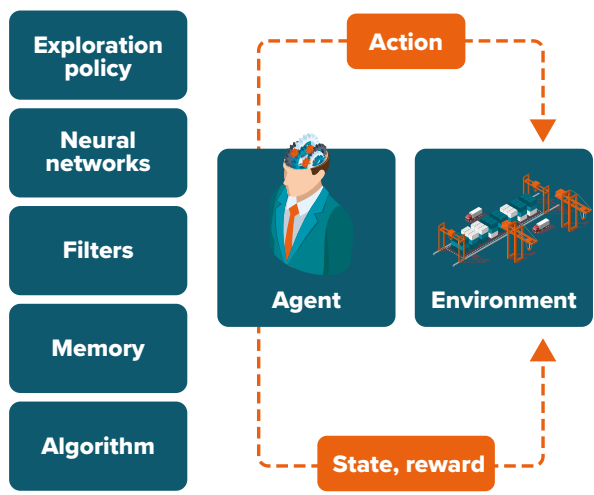 Exploration
policy
Neural
networks
Filters
Memory
Algorithm
Action
Agent
Environment
State, reward